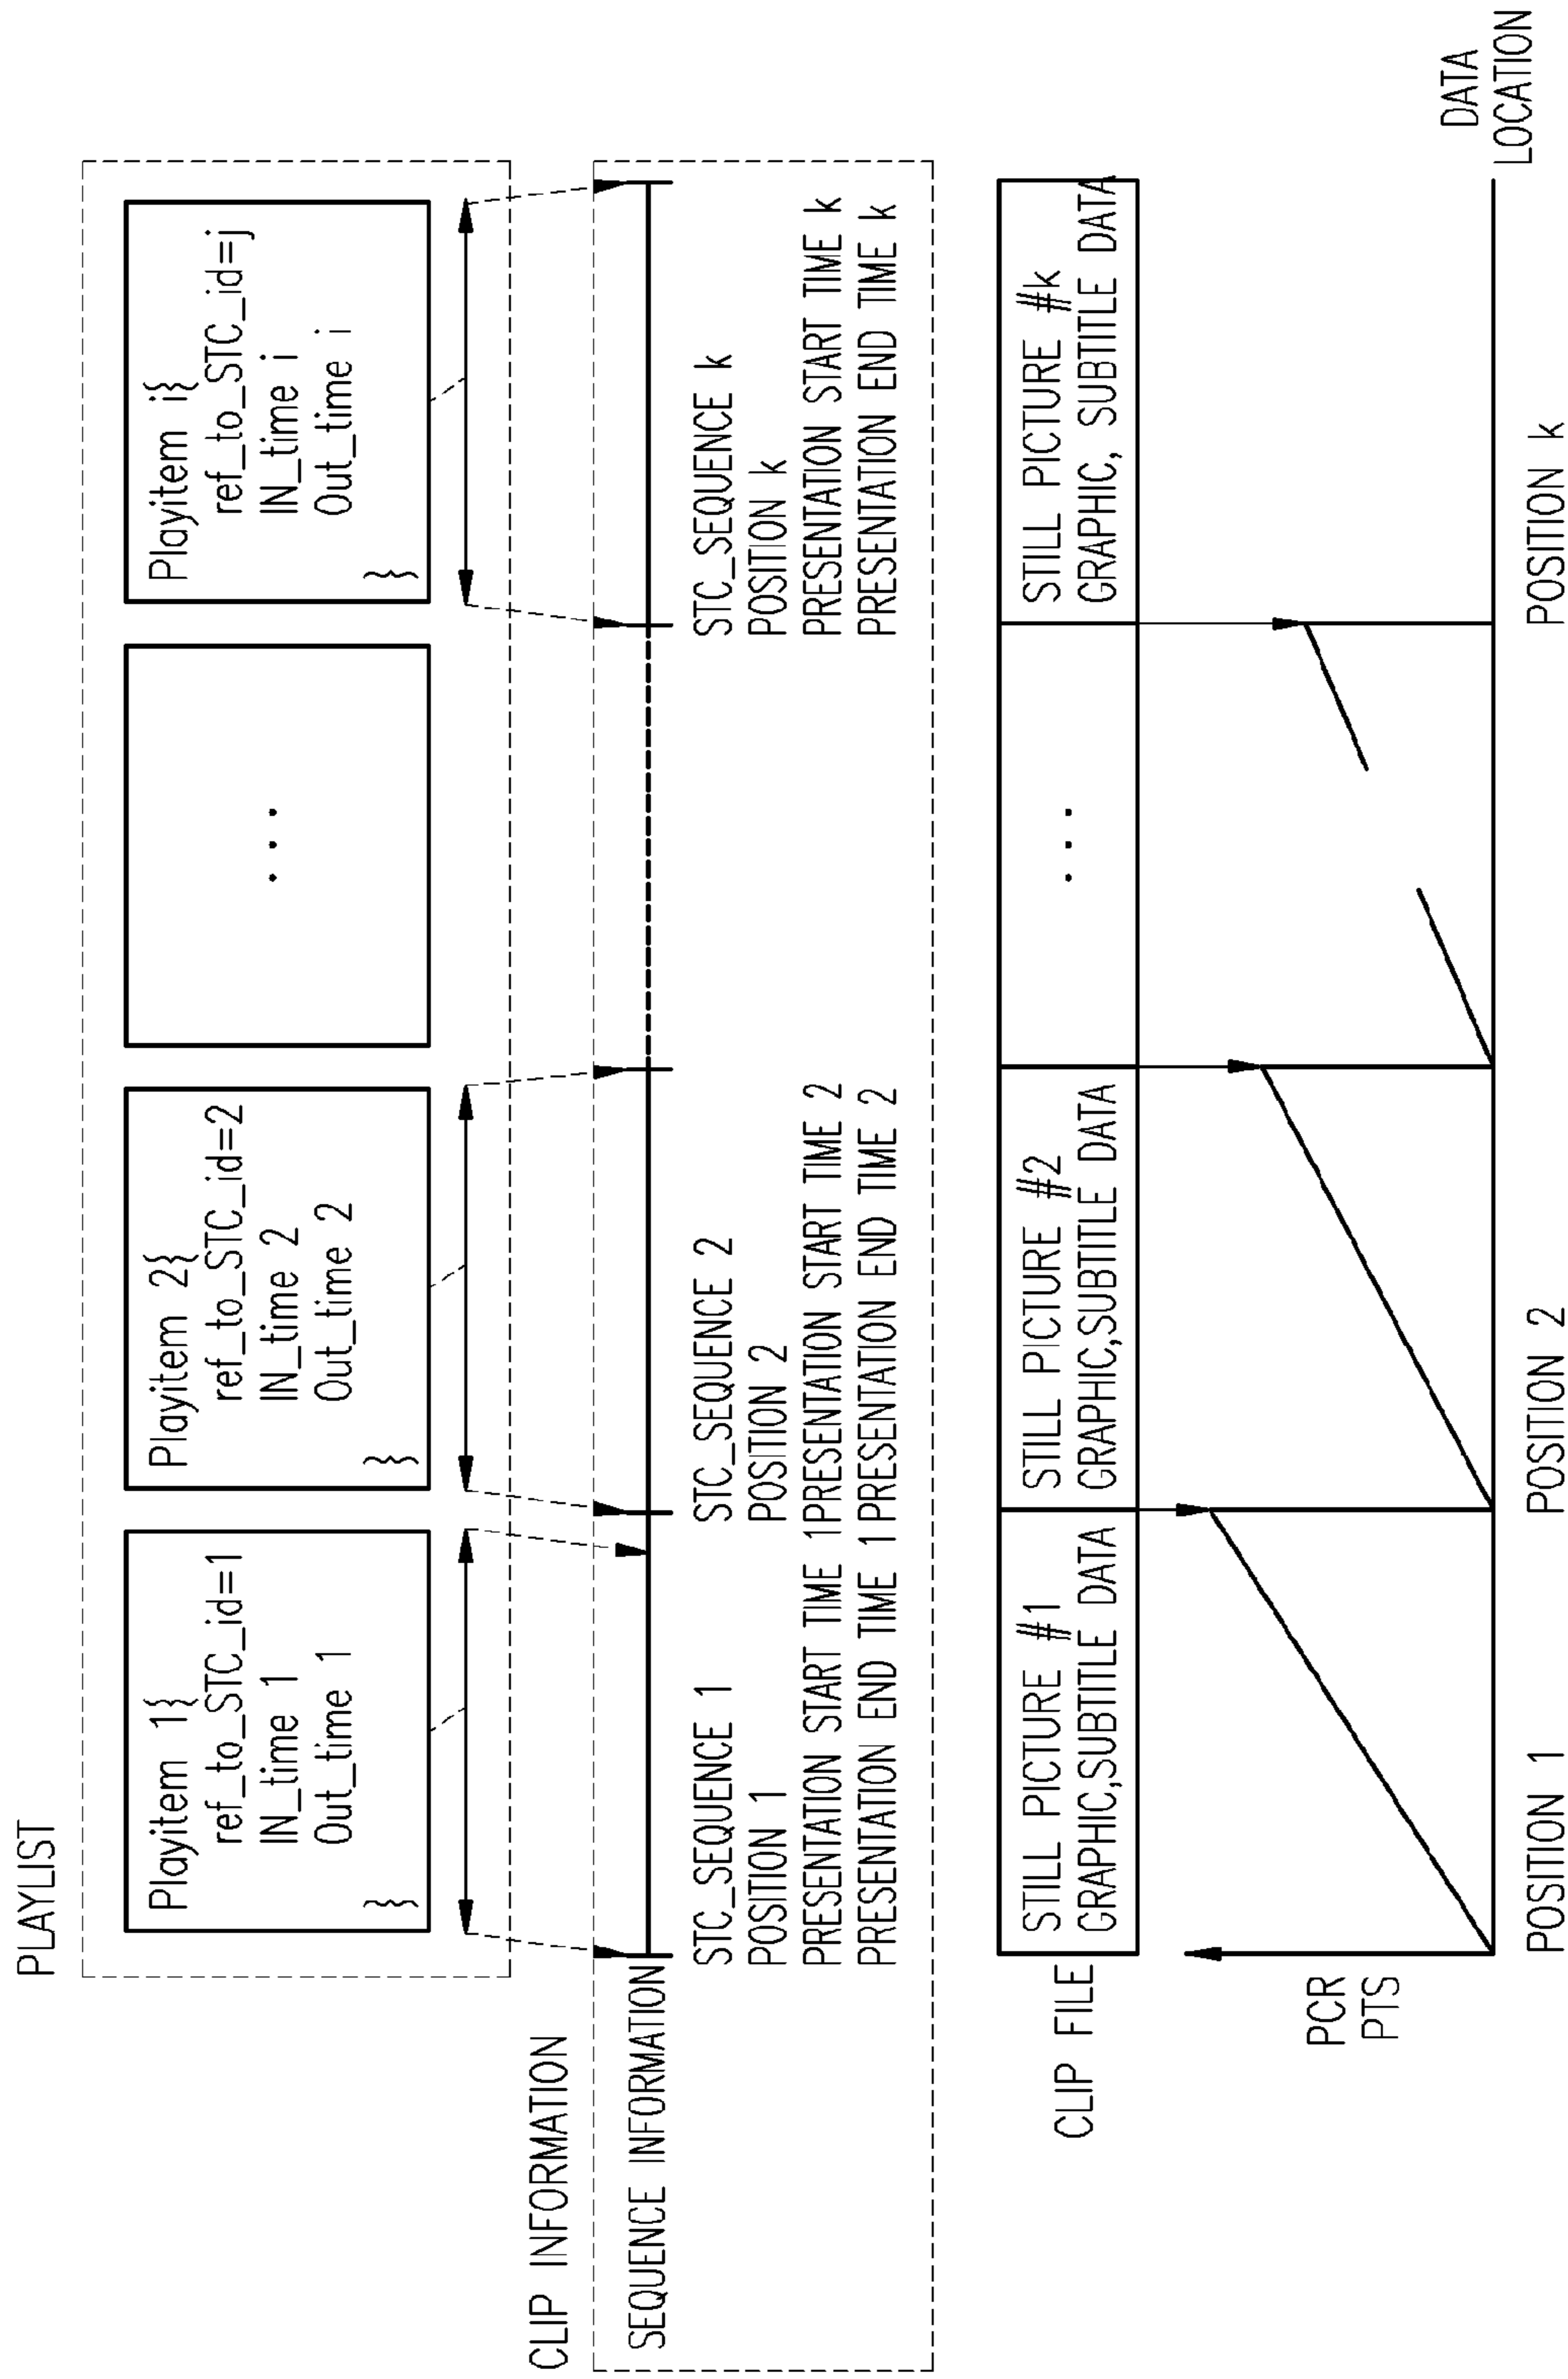 PLAYLIST
Playitem 1{
ref_to_STC_id=1
IN_time 1
Out_time 1
}
Playitem 2{
ref_to_STC_id=2
IN_time 2
Out_time 2
}
...
Playitem i{
ref_to_STC_id=j
IN_time i
Out_time i
}
CLIP INFORMATION
SEQUENCE INFORMATION
STC_SEQUENCE 1
POSITION 1
PRESENTATION START TIME 1
PRESENTATION END TIME 1
STC_SEQUENCE 2
POSITION 2
PRESENTATION START TIME 2
PRESENTATION END TIME 2
STC_SEQUENCE k
POSITION k
PRESENTATION START TIME k
PRESENTATION END TIME k
CLIP FILE
STILL PICTURE #1
GRAPHIC,SUBTITLE DATA
STILL PICTURE #2
GRAPHIC,SUBTITLE DATA
...
STILL PICTURE #k
GRAPHIC, SUBTITLE DATA
PCR
PTS
DATA
LOCATION
POSITION 1
POSITION 2
POSITION k